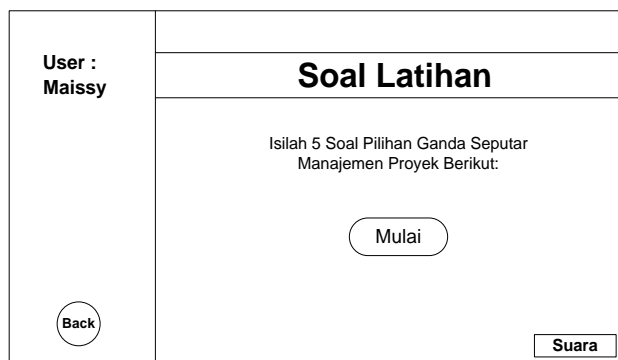 User :
Maissy
Soal Latihan
Isilah 5 Soal Pilihan Ganda Seputar
Manajemen Proyek Berikut:
Mulai
Back
Suara